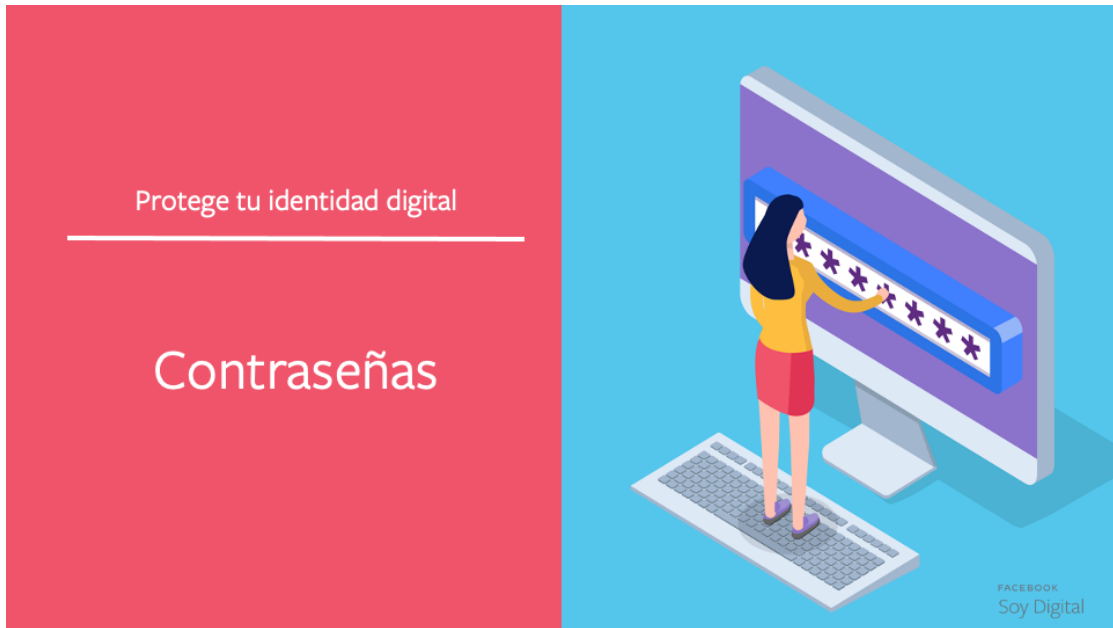 Protege tu identidad digital
Contraseñas
*******
FACEBOOK
Soy Digital